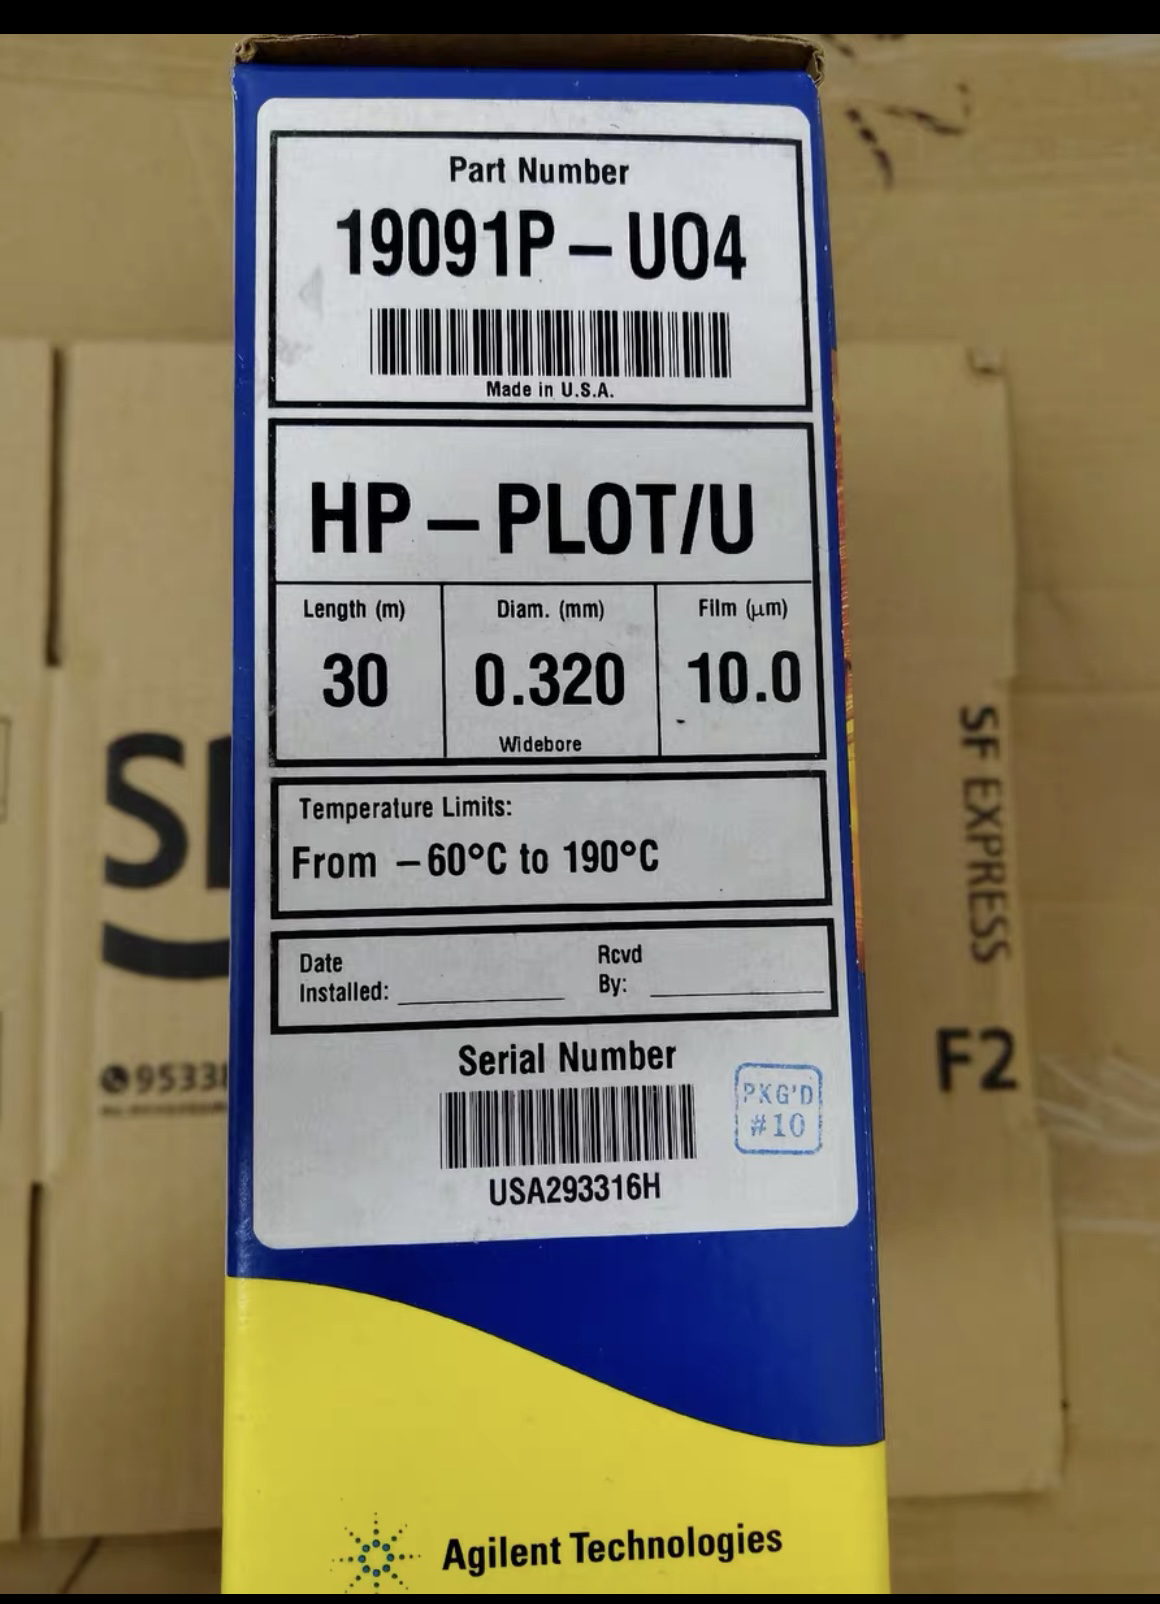 Part Number
19091P – UO4
Made in U.S.A.
HP – PLOT/U
Length (m) Diam. (mm) Film (μm)
30 0.320 10.0
Widebore
Temperature Limits:
From – 60°C to 190°C
Date Installed:
Rcvd By:
Serial Number
PKG'D
#10
USA293316H
Agilent Technologies
SF EXPRESS
F2